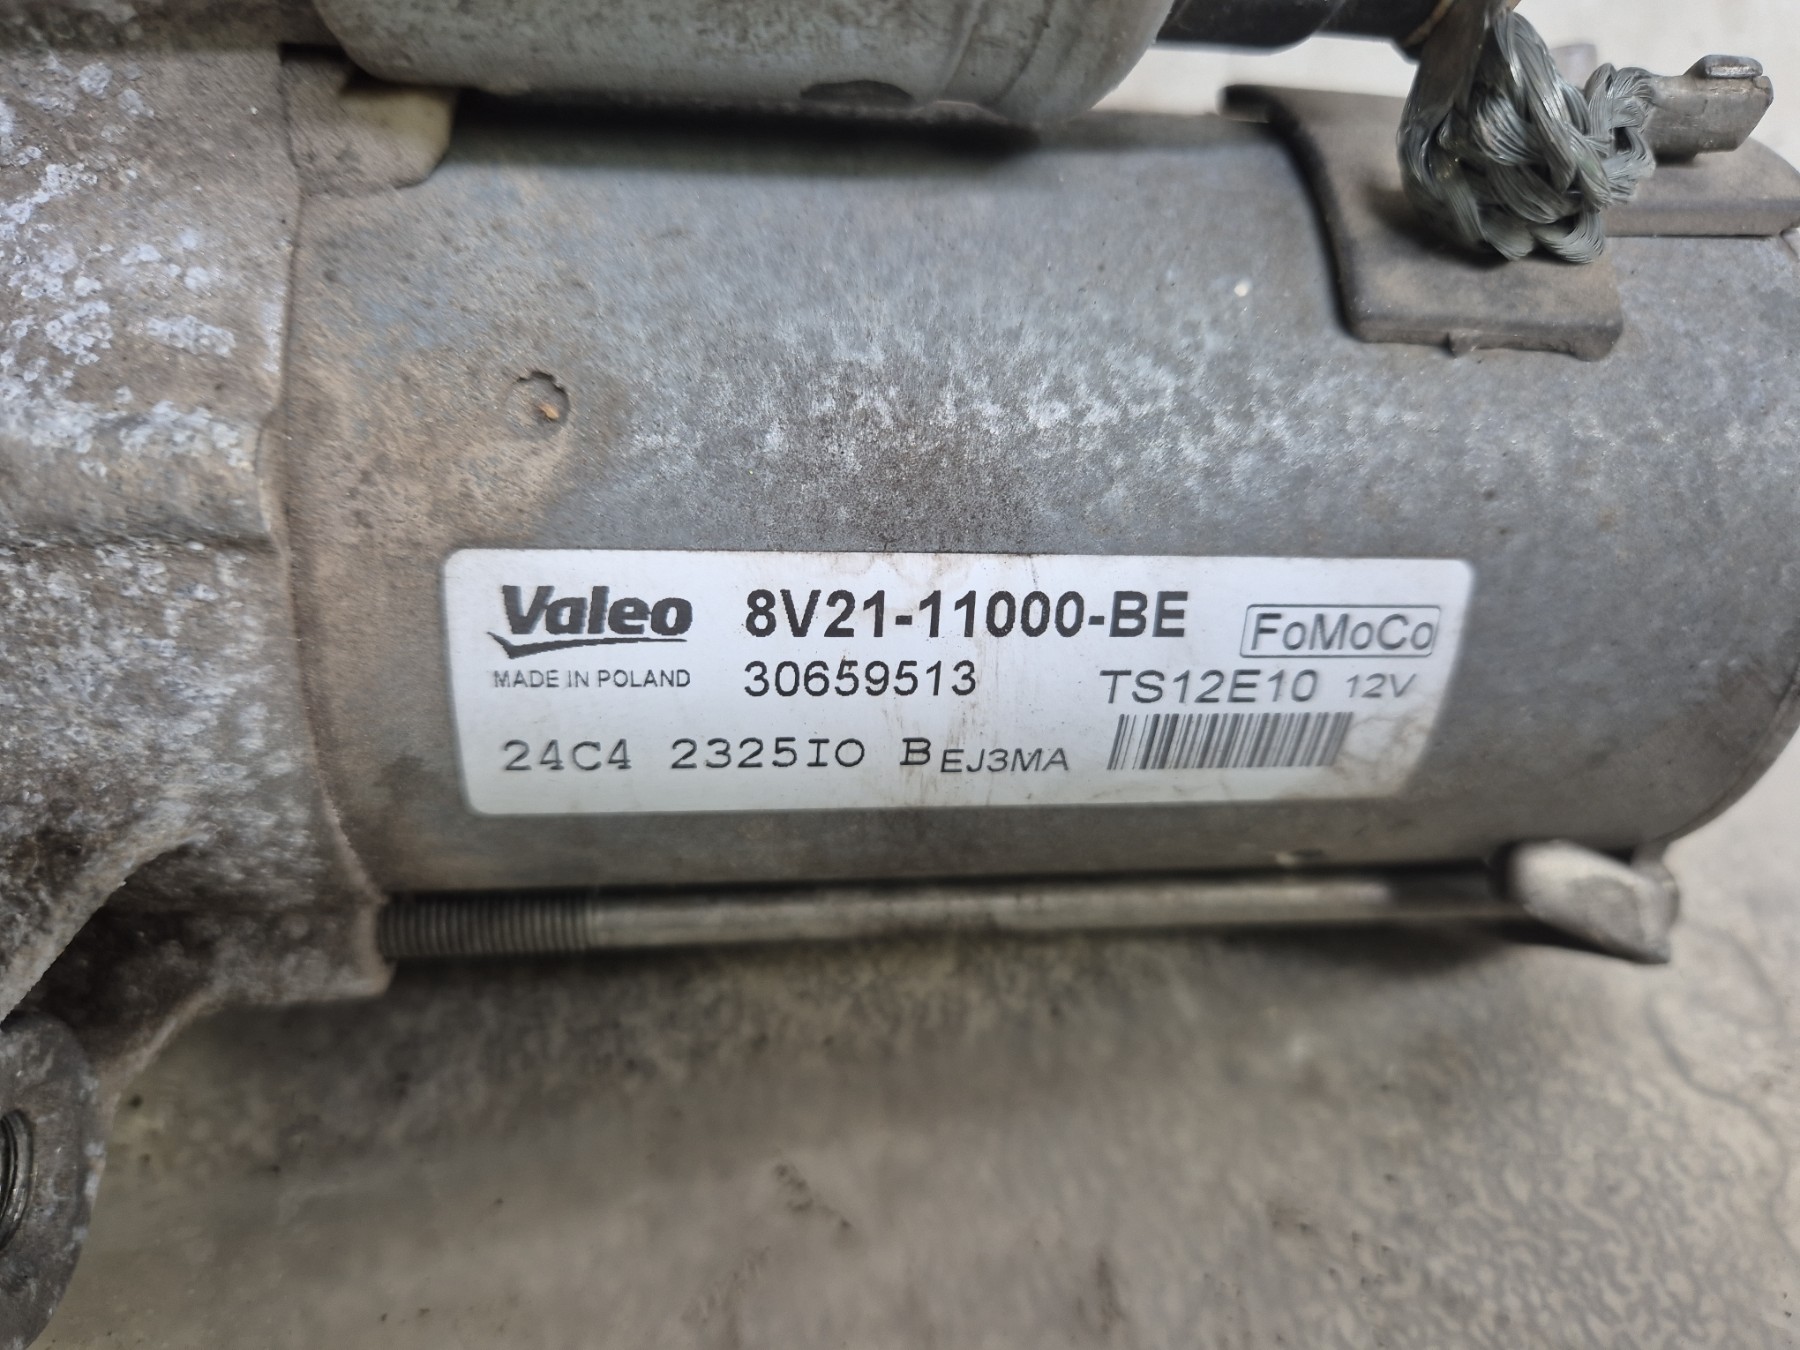 Valeo 8V21-11000-BE FoMoCo
MADE IN POLAND 30659513 TS12E10 12V
24C4 2325IO BEJ3MA